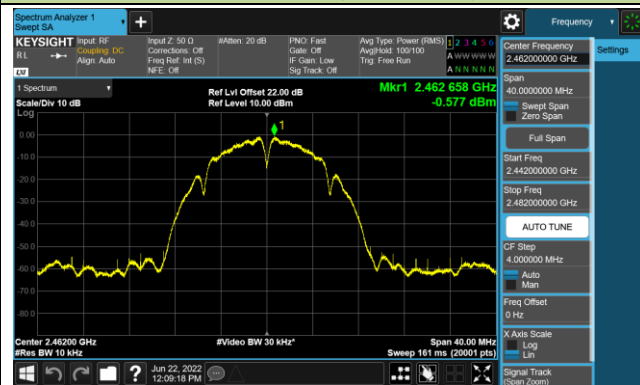 Spectrum Analyzer 1
Swept SA
Frequency
KEYSIGHT
RL
LXI
Input: RF
Coupling: DC
Align: Auto
Input Z: 50 Ω
Corrections: Off
Freq Ref: Int (S)
NFE: Off
#Atten: 20 dB
PNO: Fast
Gate: Off
IF Gain: Low
Sig Track: Off
Avg Type: Power (RMS)
Avg|Hold: 100/100
Trig: Free Run
1 2 3 4 5 6
A W W W W W
A N N N N N
1 Spectrum
Scale/Div 10 dB
Log
Ref Lvl Offset 22.00 dB
Ref Level 10.00 dBm
Mkr1 2.462 658 GHz
-0.577 dBm
1
0.00
-10.0
-20.0
-30.0
-40.0
-50.0
-60.0
-70.0
-80.0
Center 2.46200 GHz
#Res BW 10 kHz
#Video BW 30 kHz*
Span 40.00 MHz
Sweep 161 ms (20001 pts)
Jun 22, 2022
12:09:18 PM
Center Frequency
2.462000000 GHz
Span
40.0000000 MHz
Swept Span
Zero Span
Full Span
Start Freq
2.442000000 GHz
Stop Freq
2.482000000 GHz
AUTO TUNE
CF Step
4.000000 MHz
Auto
Man
Freq Offset
0 Hz
X Axis Scale
Log
Lin
Signal Track
(Span Zoom)
Settings